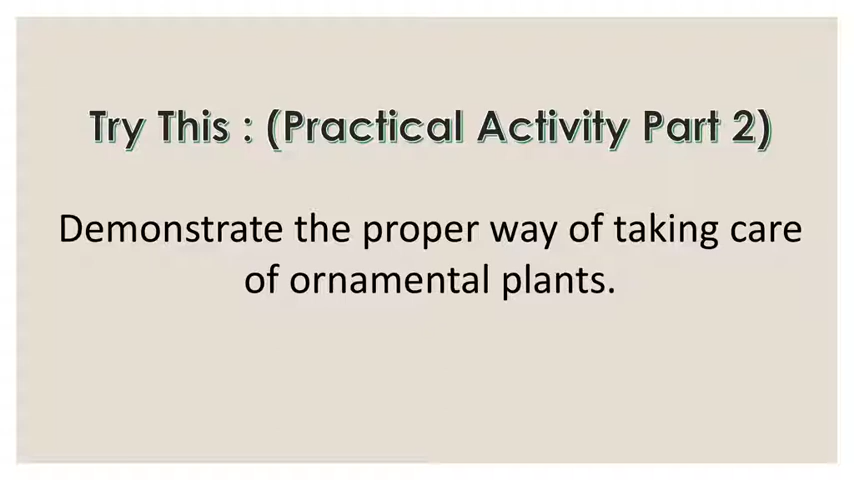 Try This : (Practical Activity Part 2)
Demonstrate the proper way of taking care
of ornamental plants.